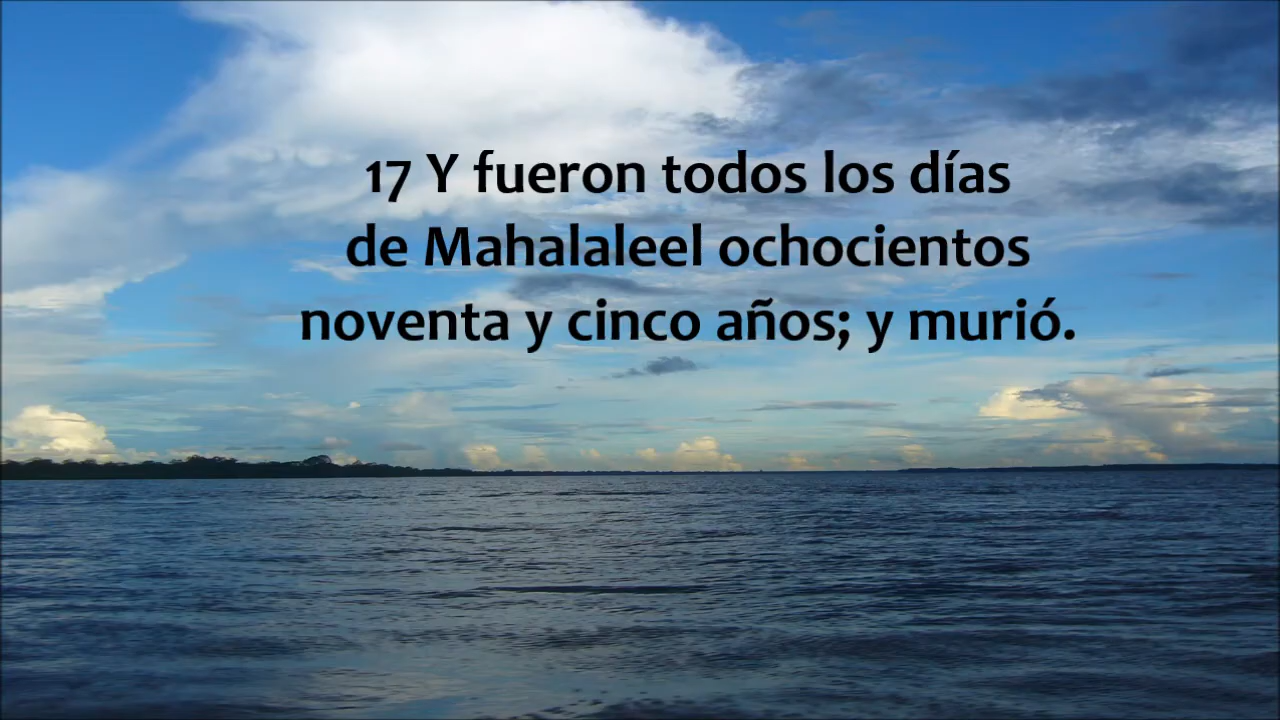 17 Y fueron todos los días
de Mahalaleel ochocientos
noventa y cinco años; y murió.